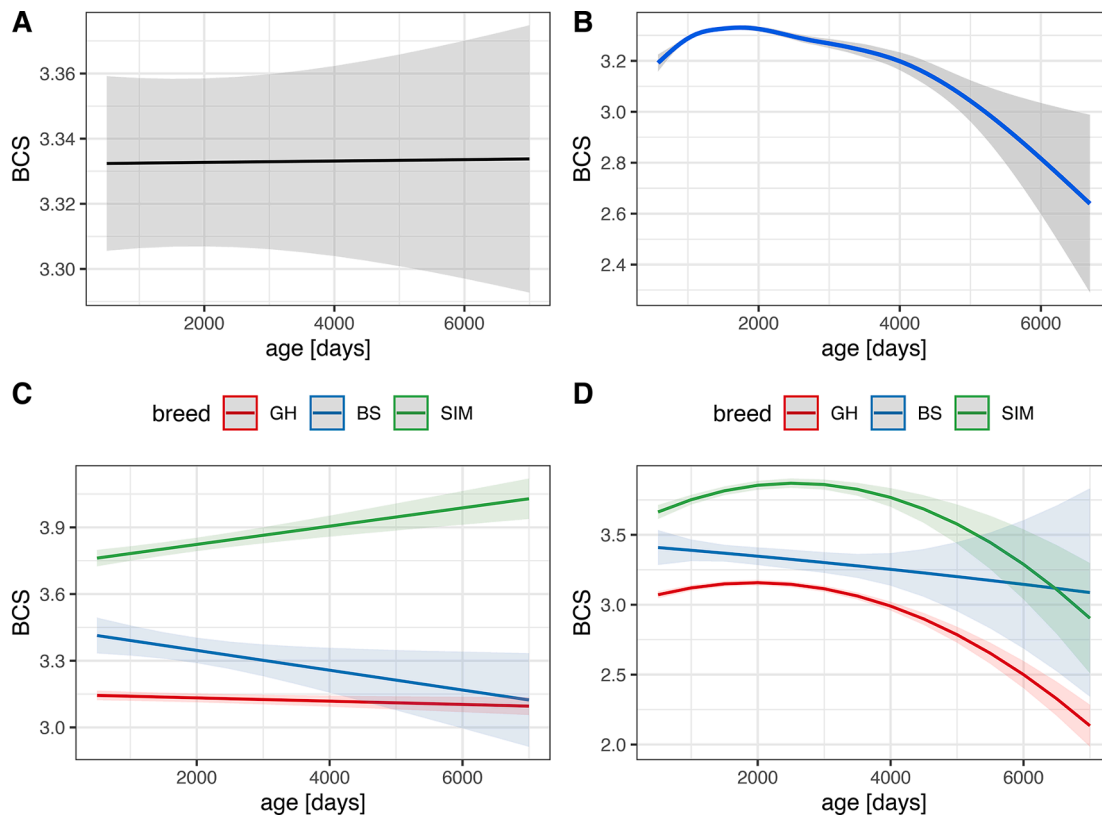 A
BCS
3.36
3.34
3.32
3.30
2000 4000 6000
age [days]
B
BCS
3.2
3.0
2.8
2.6
2.4
2000 4000 6000
age [days]
C
breed GH BS SIM
BCS
3.9
3.6
3.3
3.0
2000 4000 6000
age [days]
D
breed GH BS SIM
BCS
3.5
3.0
2.5
2.0
2000 4000 6000
age [days]